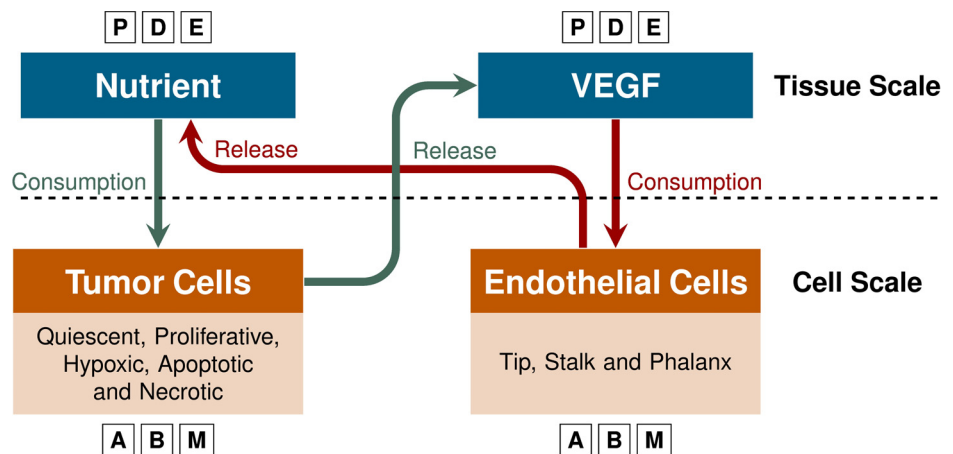 P D E
P D E
Nutrient
VEGF
Tissue Scale
Release
Release
Consumption
Consumption
Tumor Cells
Endothelial Cells
Cell Scale
Quiescent, Proliferative,
Hypoxic, Apoptotic
and Necrotic
Tip, Stalk and Phalanx
A B M
A B M